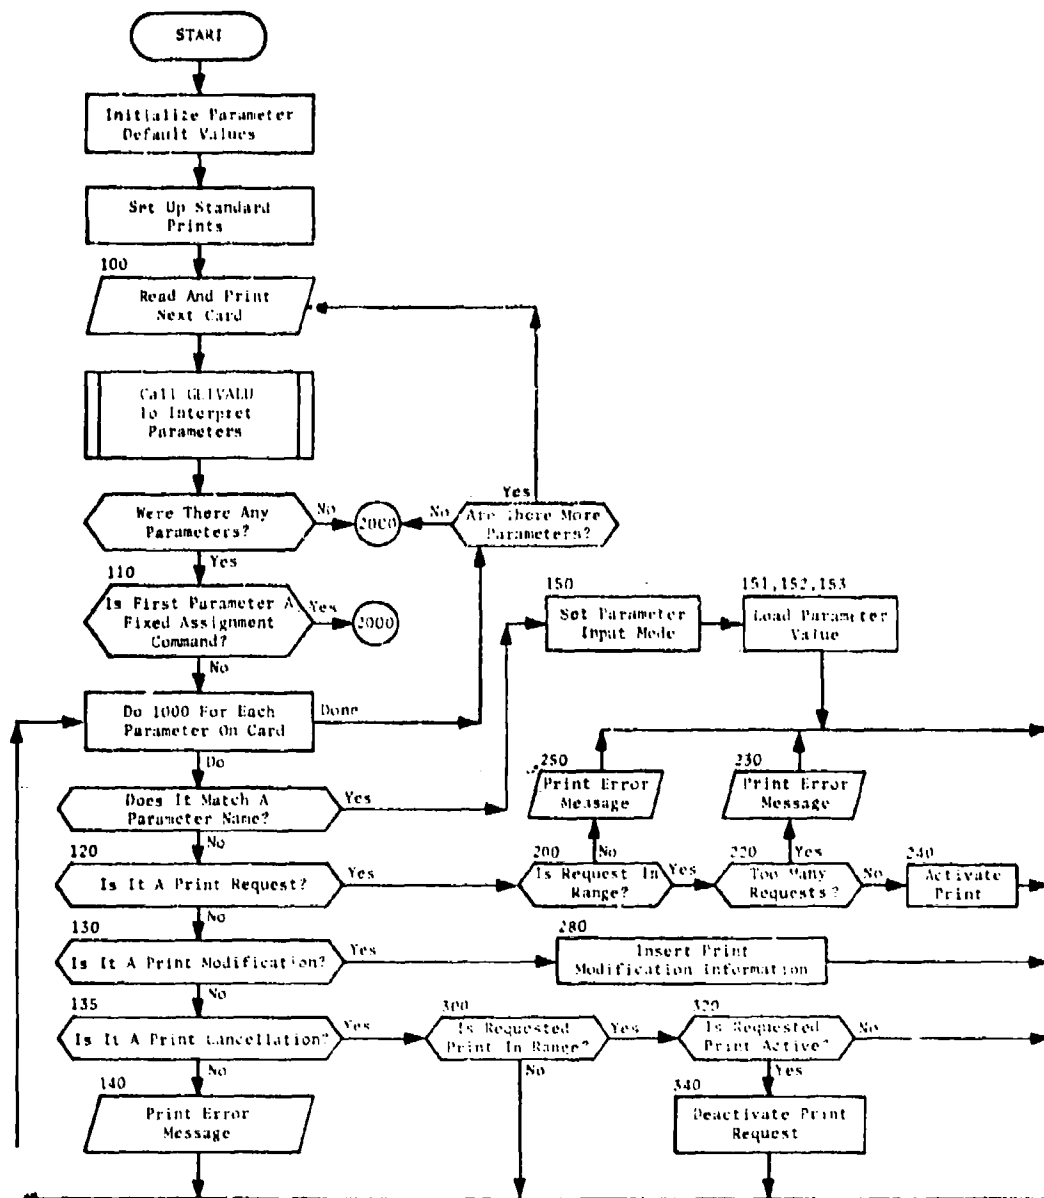 START
Initialize Parameter
Default Values
Set Up Standard
Prints
100
Read And Print
Next Card
Call GETVALU
To Interpret
Parameters
Were There Any
Parameters?
No
2000
No
Are There More
Parameters?
Yes
Yes
110
Is First Parameter A
Fixed Assignment
Command?
Yes
2000
No
150
Set Parameter
Input Mode
151,152,153
Load Parameter
Value
Do 1000 For Each
Parameter On Card
Done
Do
Does It Match A
Parameter Name?
Yes
No
250
Print Error
Message
230
Print Error
Message
120
Is It A Print Request?
Yes
No
200
Is Request In
Range?
No
Yes
220
Too Many
Requests?
Yes
No
240
Activate
Print
130
Is It A Print Modification?
Yes
No
280
Insert Print
Modification Information
135
Is It A Print Cancellation?
Yes
No
300
Is Requested
Print In Range?
Yes
No
320
Is Requested
Print Active?
No
Yes
140
Print Error
Message
340
Deactivate Print
Request